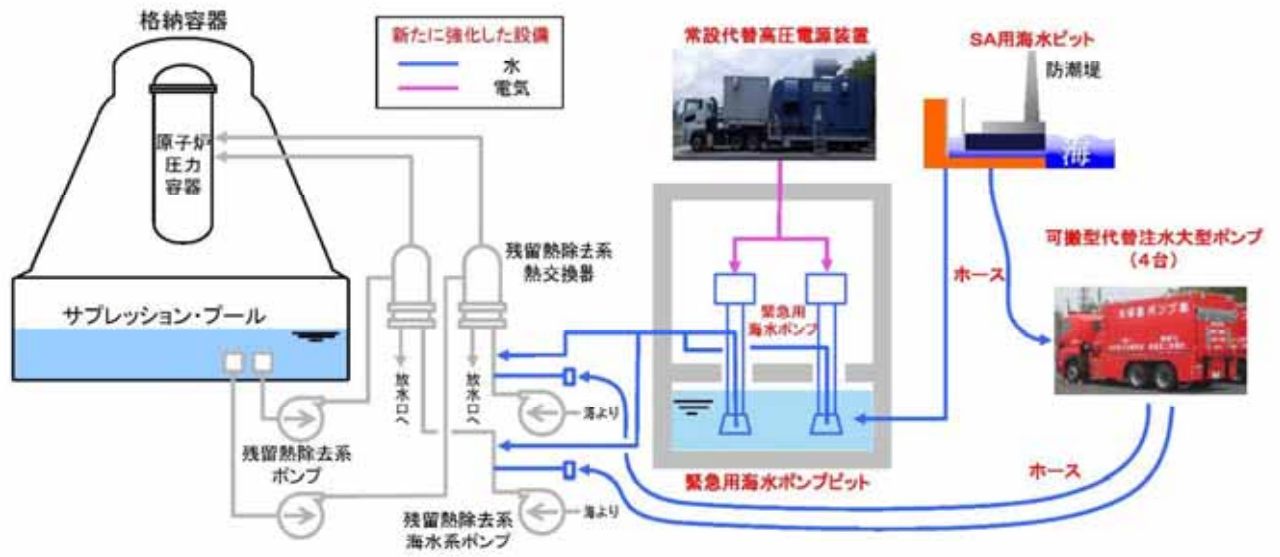 格納容器
原子炉
圧力
容器
サプレッション・プール
新たに強化した設備
水
電気
残留熱除去系
熱交換器
放水口へ
放水口へ
海より
海より
残留熱除去系
ポンプ
残留熱除去系
海水系ポンプ
常設代替高圧電源装置
緊急用
海水ポンプ
緊急用海水ポンプピット
SA用海水ピット
防潮堤
海
ホース
可搬型代替注水大型ポンプ
(4台)
ホース